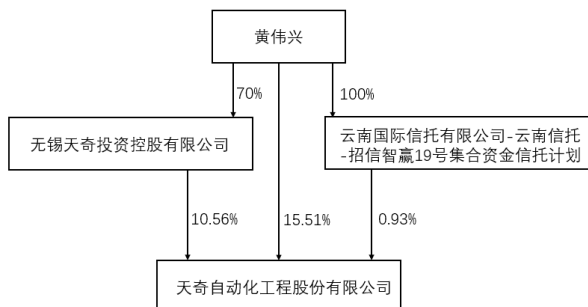 黄伟兴
70%
100%
无锡天奇投资控股有限公司
云南国际信托有限公司-云南信托
-招信智赢19号集合资金信托计划
10.56%
15.51%
0.93%
天奇自动化工程股份有限公司